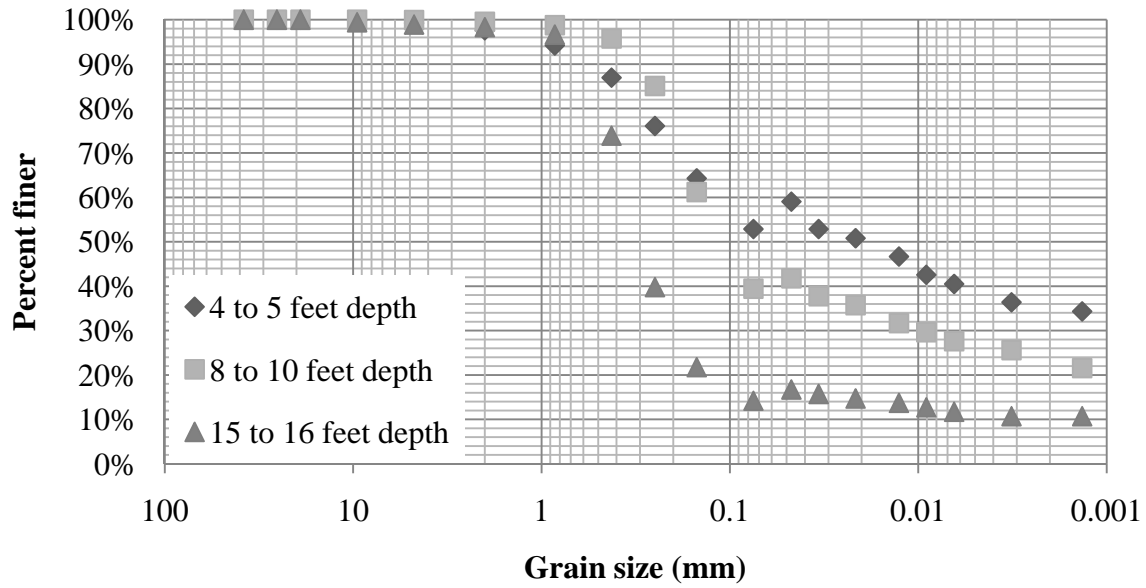 100%
90%
80%
70%
60%
50%
40%
30%
20%
10%
0%
Percent finer
4 to 5 feet depth
8 to 10 feet depth
15 to 16 feet depth
100 10 1 0.1 0.01 0.001
Grain size (mm)